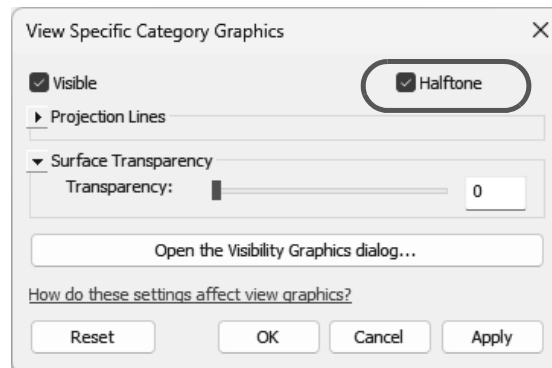 View Specific Category Graphics
Visible Halftone
Projection Lines
Surface Transparency
Transparency: 0
Open the Visibility Graphics dialog...
How do these settings affect view graphics?
Reset OK Cancel Apply